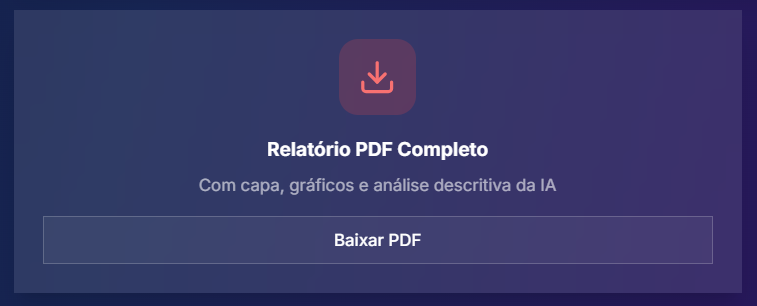 Relatório PDF Completo
Com capa, gráficos e análise descritiva da IA
Baixar PDF